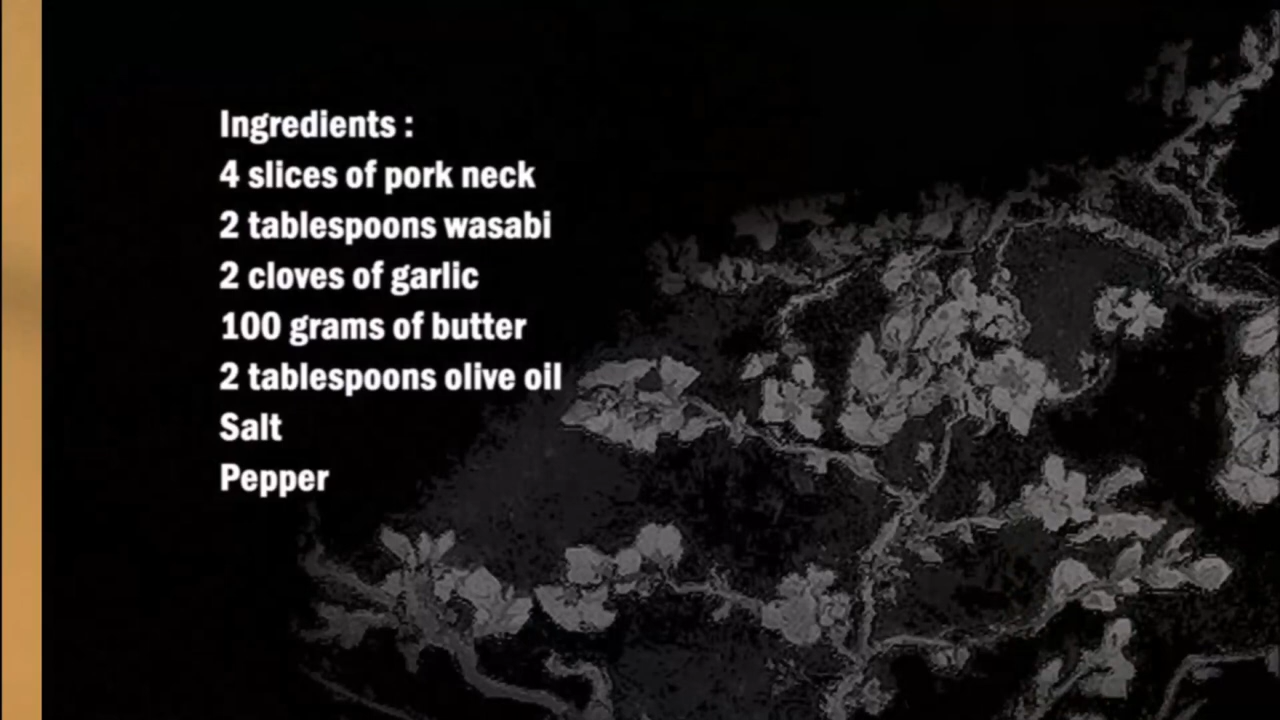 Ingredients :
4 slices of pork neck
2 tablespoons wasabi
2 cloves of garlic
100 grams of butter
2 tablespoons olive oil
Salt
Pepper